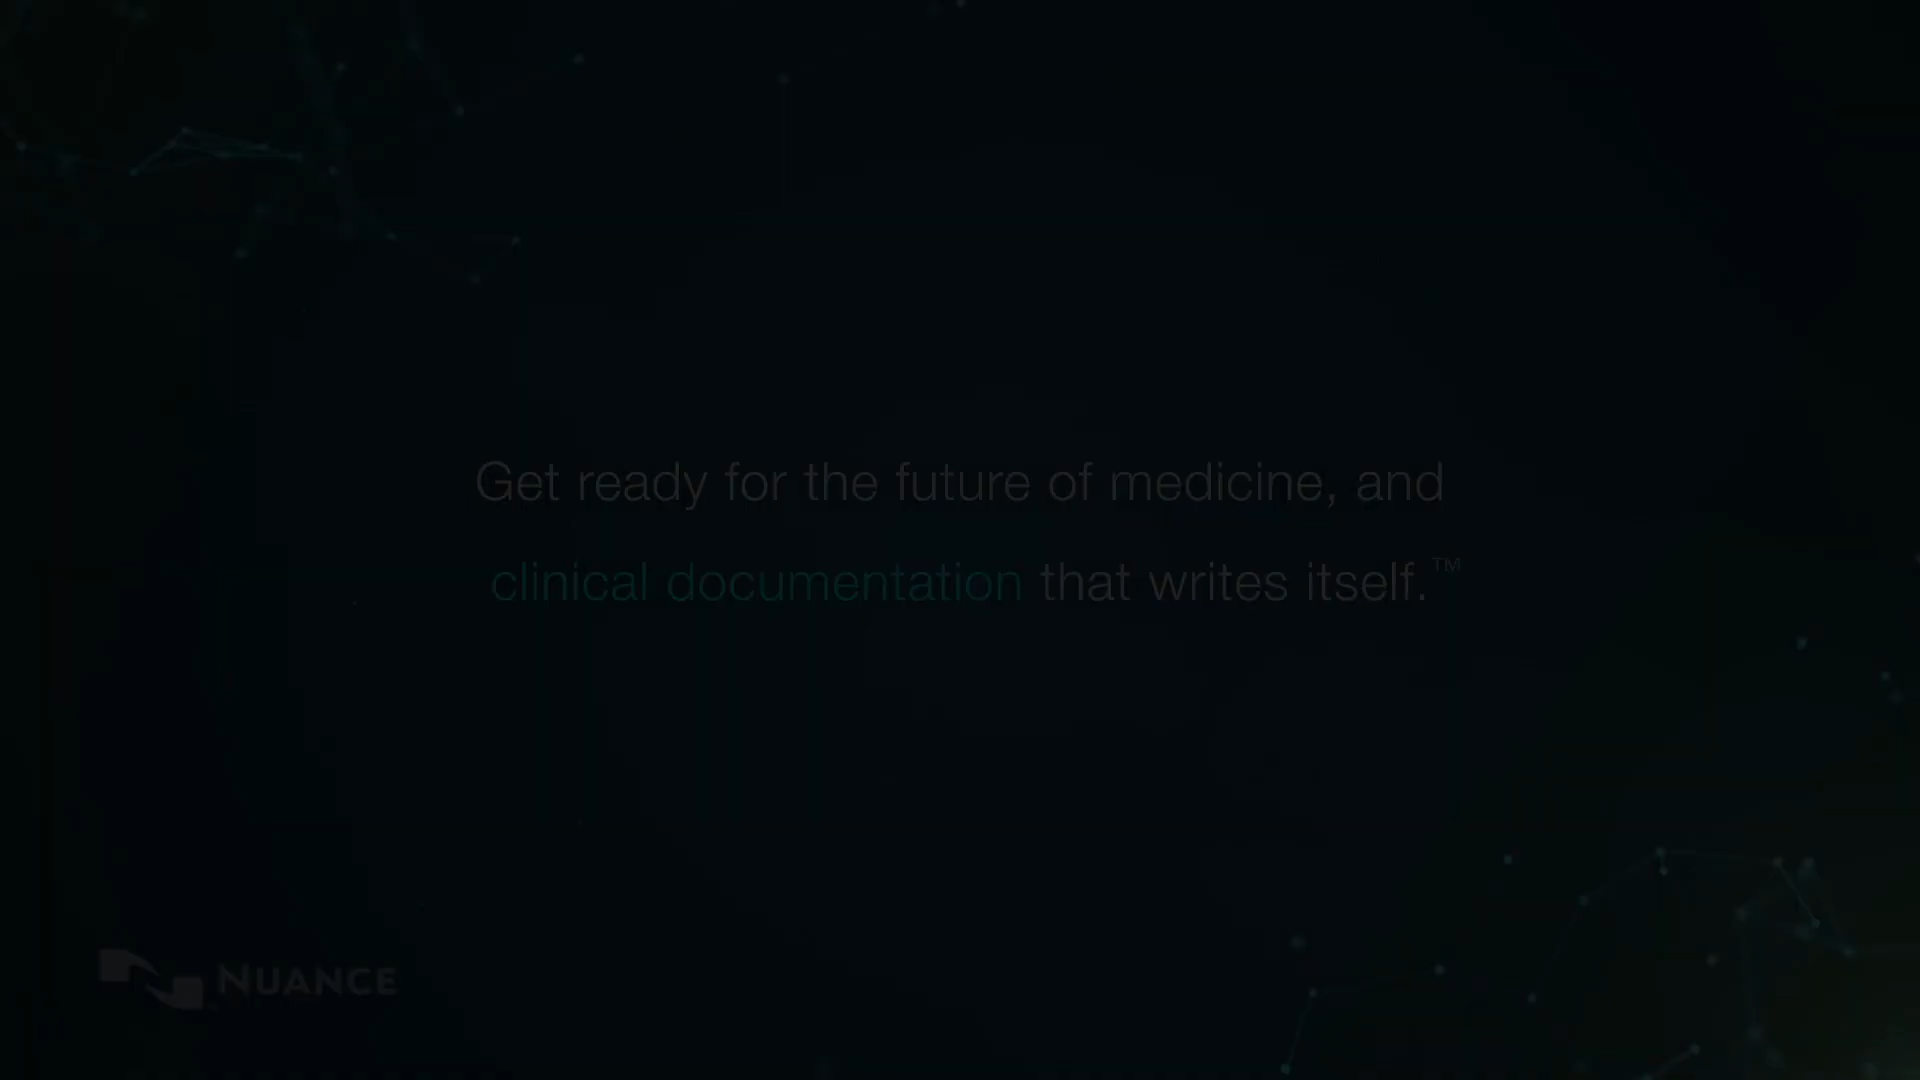 Get ready for the future of medicine, and
clinical documentation that writes itself.™
NUANCE